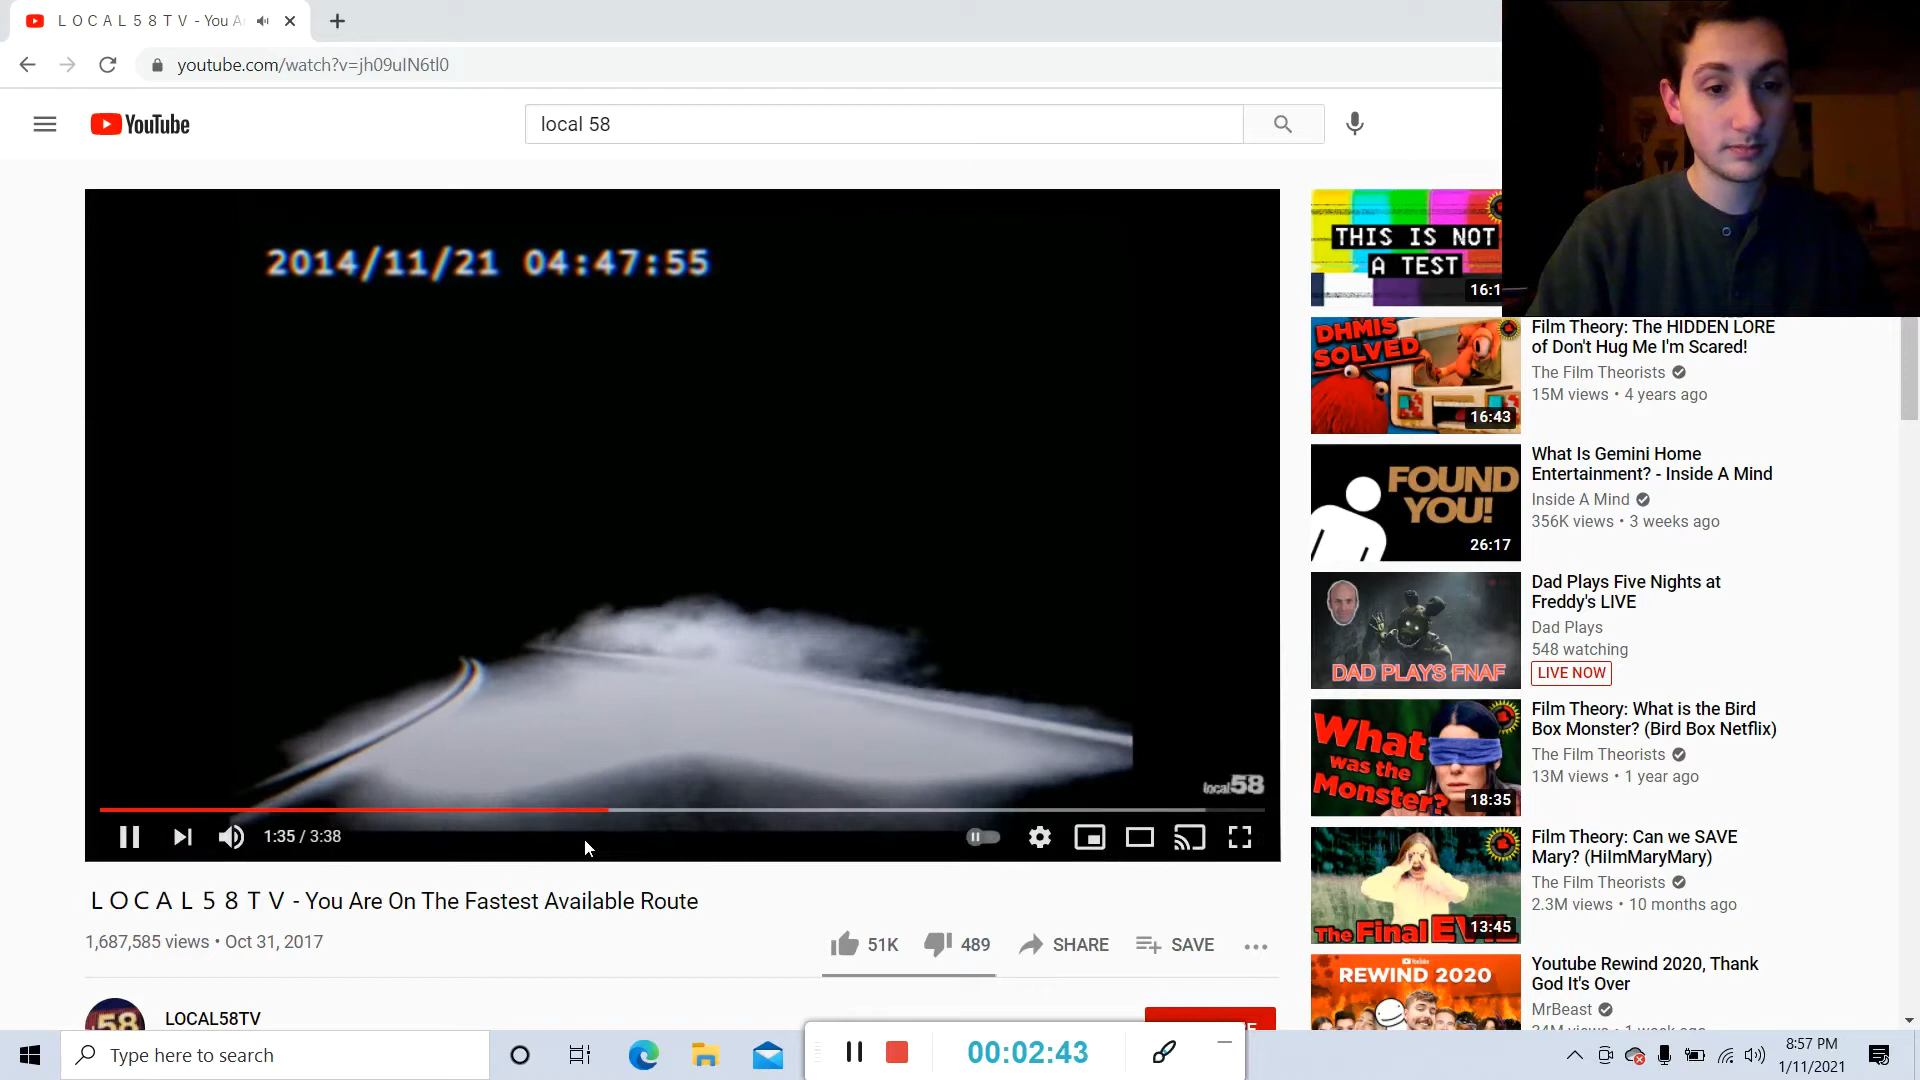 L O C A L 5 8 T V - You A
youtube.com/watch?v=jh09uIN6tl0
YouTube
local 58
2014/11/21 04:47:55
local58
1:35 / 3:38
L O C A L 5 8 T V - You Are On The Fastest Available Route
1,687,585 views • Oct 31, 2017
51K
489
SHARE
SAVE
58
LOCAL58TV
THIS IS NOT
A TEST
16:1
DHMIS
SOLVED
16:43
Film Theory: The HIDDEN LORE
of Don't Hug Me I'm Scared!
The Film Theorists
15M views • 4 years ago
FOUND
YOU!
26:17
What Is Gemini Home
Entertainment? - Inside A Mind
Inside A Mind
356K views • 3 weeks ago
DAD PLAYS FNAF
Dad Plays Five Nights at
Freddy's LIVE
Dad Plays
548 watching
LIVE NOW
What
was the
Monster?
18:35
Film Theory: What is the Bird
Box Monster? (Bird Box Netflix)
The Film Theorists
13M views • 1 year ago
The Final
13:45
Film Theory: Can we SAVE
Mary? (HiImMaryMary)
The Film Theorists
2.3M views • 10 months ago
YouTube
REWIND 2020
Youtube Rewind 2020, Thank
God It's Over
MrBeast
Type here to search
00:02:43
8:57 PM
1/11/2021